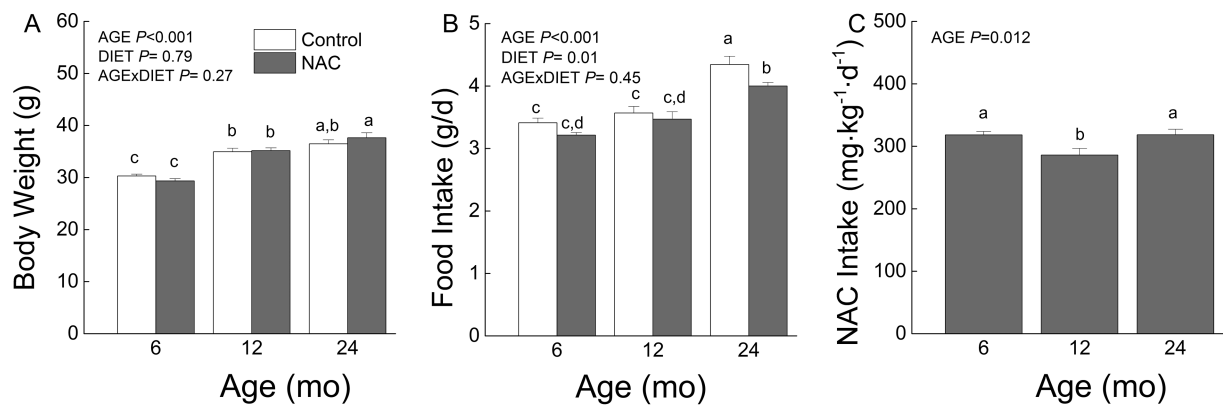 A
AGE P<0.001
DIET P= 0.79
AGExDIET P= 0.27
Control
NAC
60
50
40
30
20
10
0
Body Weight (g)
c
c
b
b
a,b
a
6
12
24
Age (mo)
B
AGE P<0.001
DIET P= 0.01
AGExDIET P= 0.45
5
4
3
2
1
0
Food Intake (g/d)
c
c,d
c
c,d
a
b
6
12
24
Age (mo)
C
AGE P=0.012
500
400
300
200
100
0
NAC Intake (mg·kg⁻¹·d⁻¹)
a
b
a
6
12
24
Age (mo)